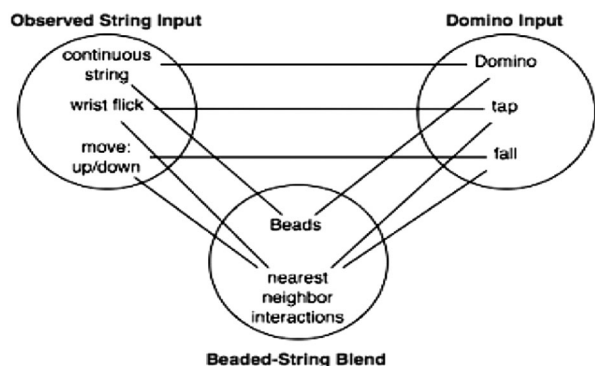 Observed String Input
Domino Input
continuous
string
Domino
wrist flick
tap
move:
up/down
fall
Beads
nearest
neighbor
interactions
Beaded-String Blend